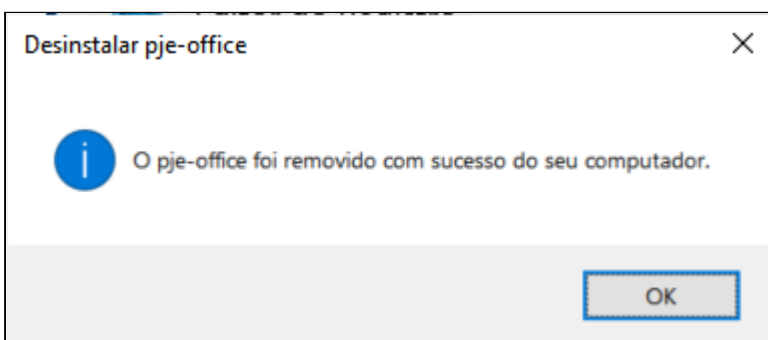 Desinstalar pje-office
O pje-office foi removido com sucesso do seu computador.
OK